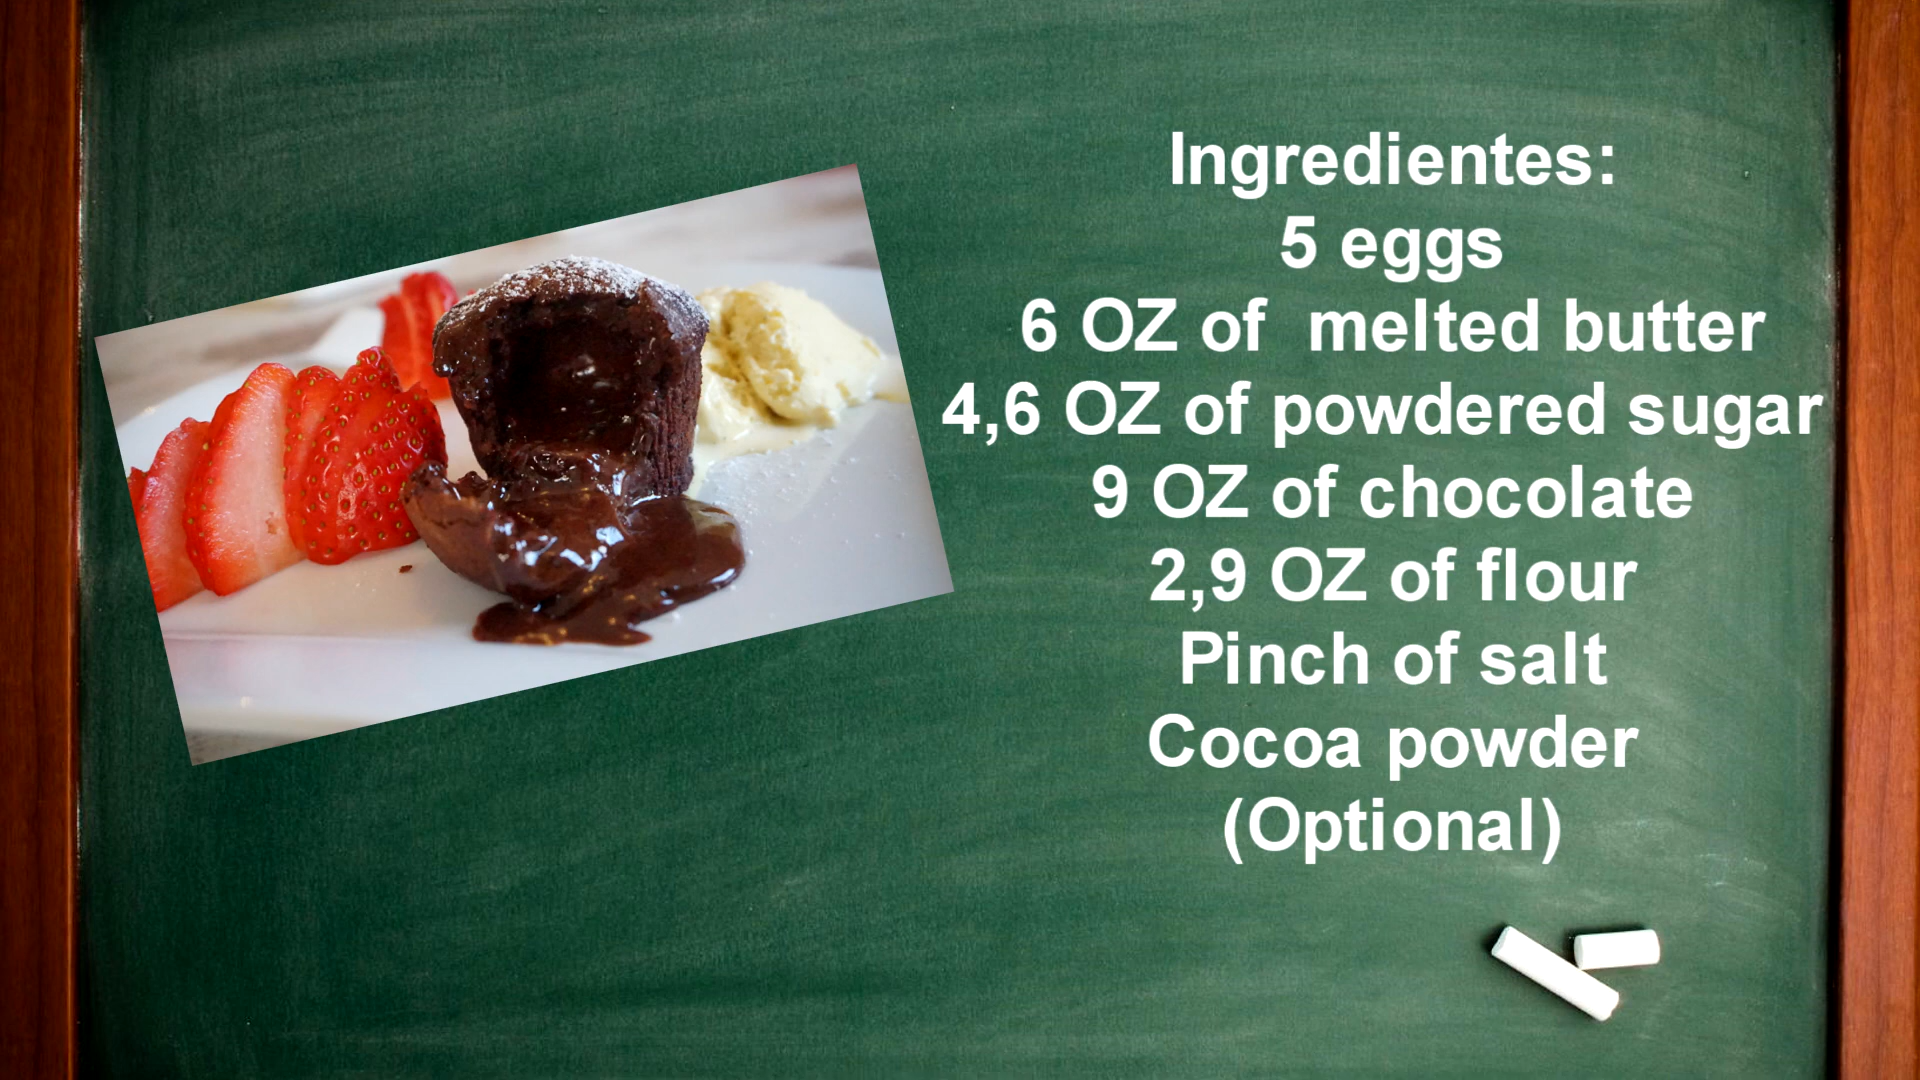 Ingredientes:
5 eggs
6 OZ of  melted butter
4,6 OZ of powdered sugar
9 OZ of chocolate
2,9 OZ of flour
Pinch of salt
Cocoa powder
(Optional)